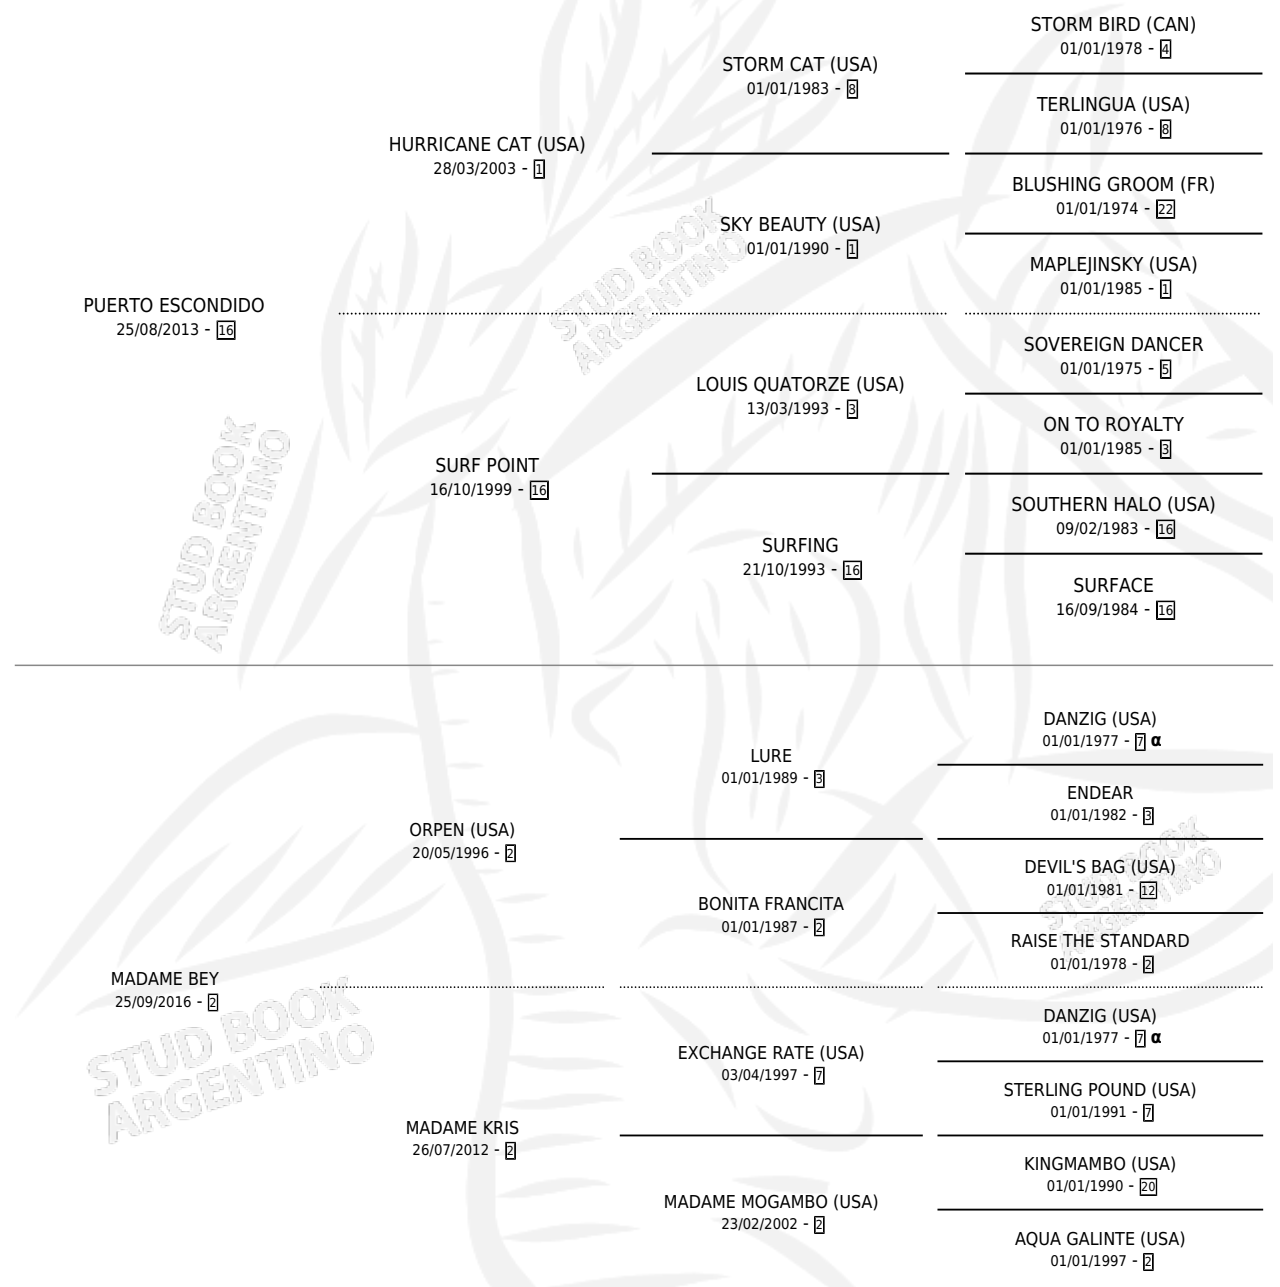 PUERTO ESCONDIDO
25/08/2013 - 16
HURRICANE CAT (USA)
28/03/2003 - 1
STORM CAT (USA)
01/01/1983 - 8
STORM BIRD (CAN)
01/01/1978 - 4
TERLINGUA (USA)
01/01/1976 - 8
SKY BEAUTY (USA)
01/01/1990 - 1
BLUSHING GROOM (FR)
01/01/1974 - 22
MAPLEJINSKY (USA)
01/01/1985 - 1
SURF POINT
16/10/1999 - 16
LOUIS QUATORZE (USA)
13/03/1993 - 3
SOVEREIGN DANCER
01/01/1975 - 5
ON TO ROYALTY
01/01/1985 - 3
SURFING
21/10/1993 - 16
SOUTHERN HALO (USA)
09/02/1983 - 16
SURFACE
16/09/1984 - 16
MADAME BEY
25/09/2016 - 2
ORPEN (USA)
20/05/1996 - 2
LURE
01/01/1989 - 3
DANZIG (USA)
01/01/1977 - 7 α
ENDEAR
01/01/1982 - 3
BONITA FRANCITA
01/01/1987 - 2
DEVIL'S BAG (USA)
01/01/1981 - 12
RAISE THE STANDARD
01/01/1978 - 2
MADAME KRIS
26/07/2012 - 2
EXCHANGE RATE (USA)
03/04/1997 - 7
DANZIG (USA)
01/01/1977 - 7 α
STERLING POUND (USA)
01/01/1991 - 7
MADAME MOGAMBO (USA)
23/02/2002 - 2
KINGMAMBO (USA)
01/01/1990 - 20
AQUA GALINTE (USA)
01/01/1997 - 2
STUD BOOK
ARGENTINO
STUD BOOK
ARGENTINO
STUD BOOK
ARGENTINO
STUD BOOK
ARGENTINO